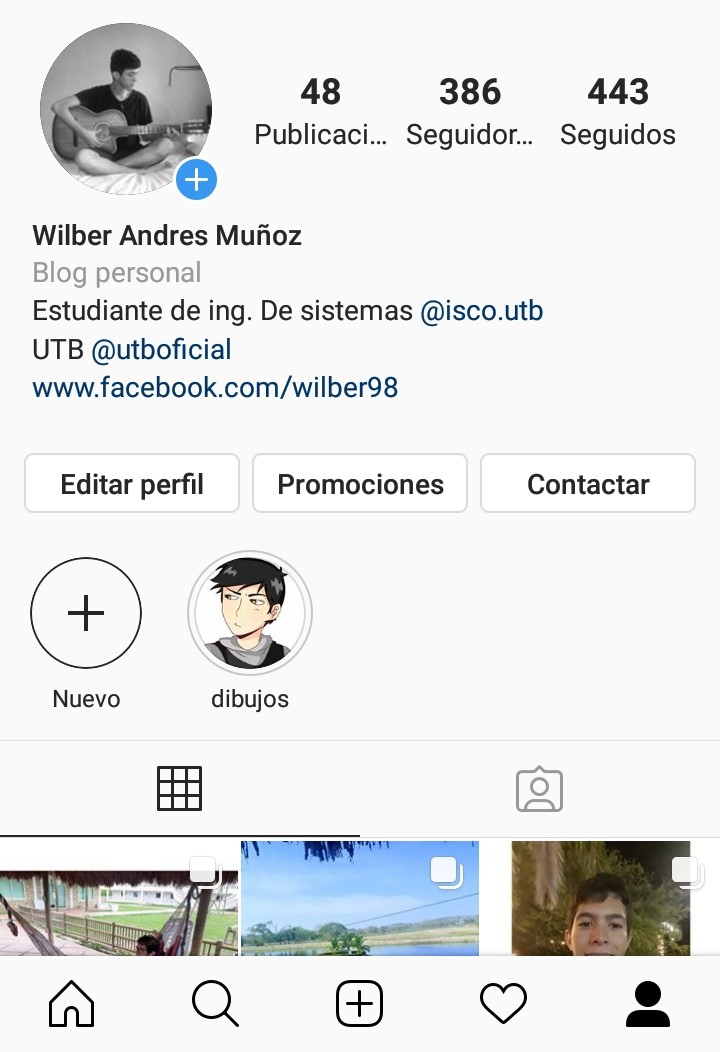 48 386 443
Publicaci... Seguidor... Seguidos
Wilber Andres Muñoz
Blog personal
Estudiante de ing. De sistemas @isco.utb
UTB @utboficial
www.facebook.com/wilber98
Editar perfil Promociones Contactar
Nuevo dibujos